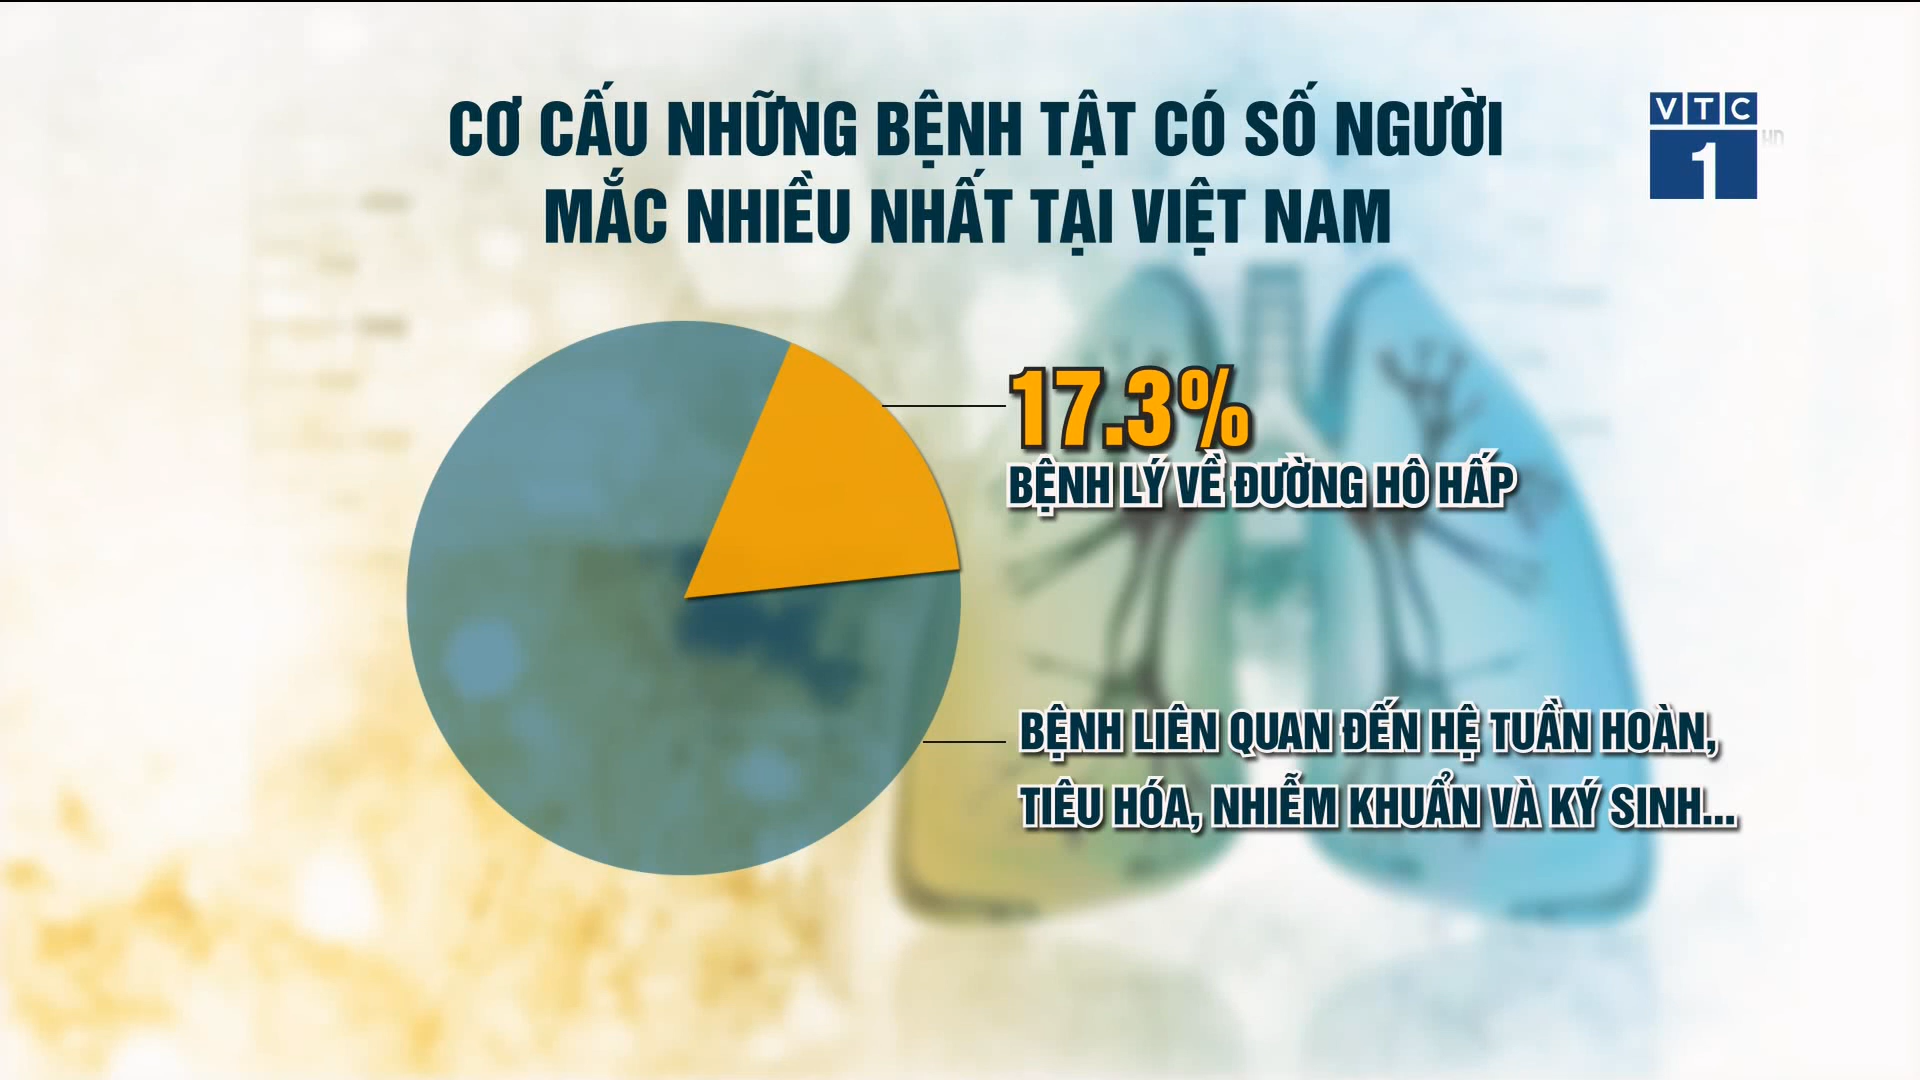 CƠ CẤU NHỮNG BỆNH TẬT CÓ SỐ NGƯỜI
MẮC NHIỀU NHẤT TẠI VIỆT NAM
VTC
1
HD
17.3%
BỆNH LÝ VỀ ĐƯỜNG HÔ HẤP
BỆNH LIÊN QUAN ĐẾN HỆ TUẦN HOÀN,
TIÊU HÓA, NHIỄM KHUẨN VÀ KÝ SINH...